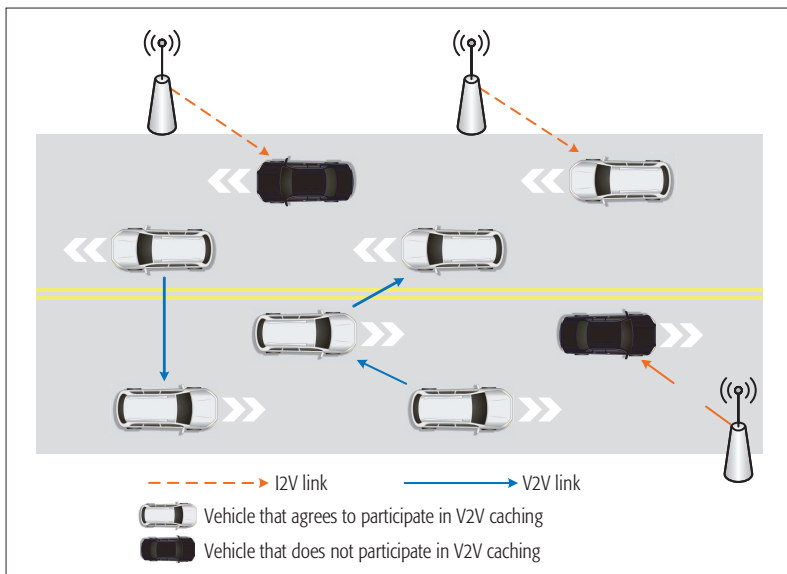 I2V link
V2V link
Vehicle that agrees to participate in V2V caching
Vehicle that does not participate in V2V caching